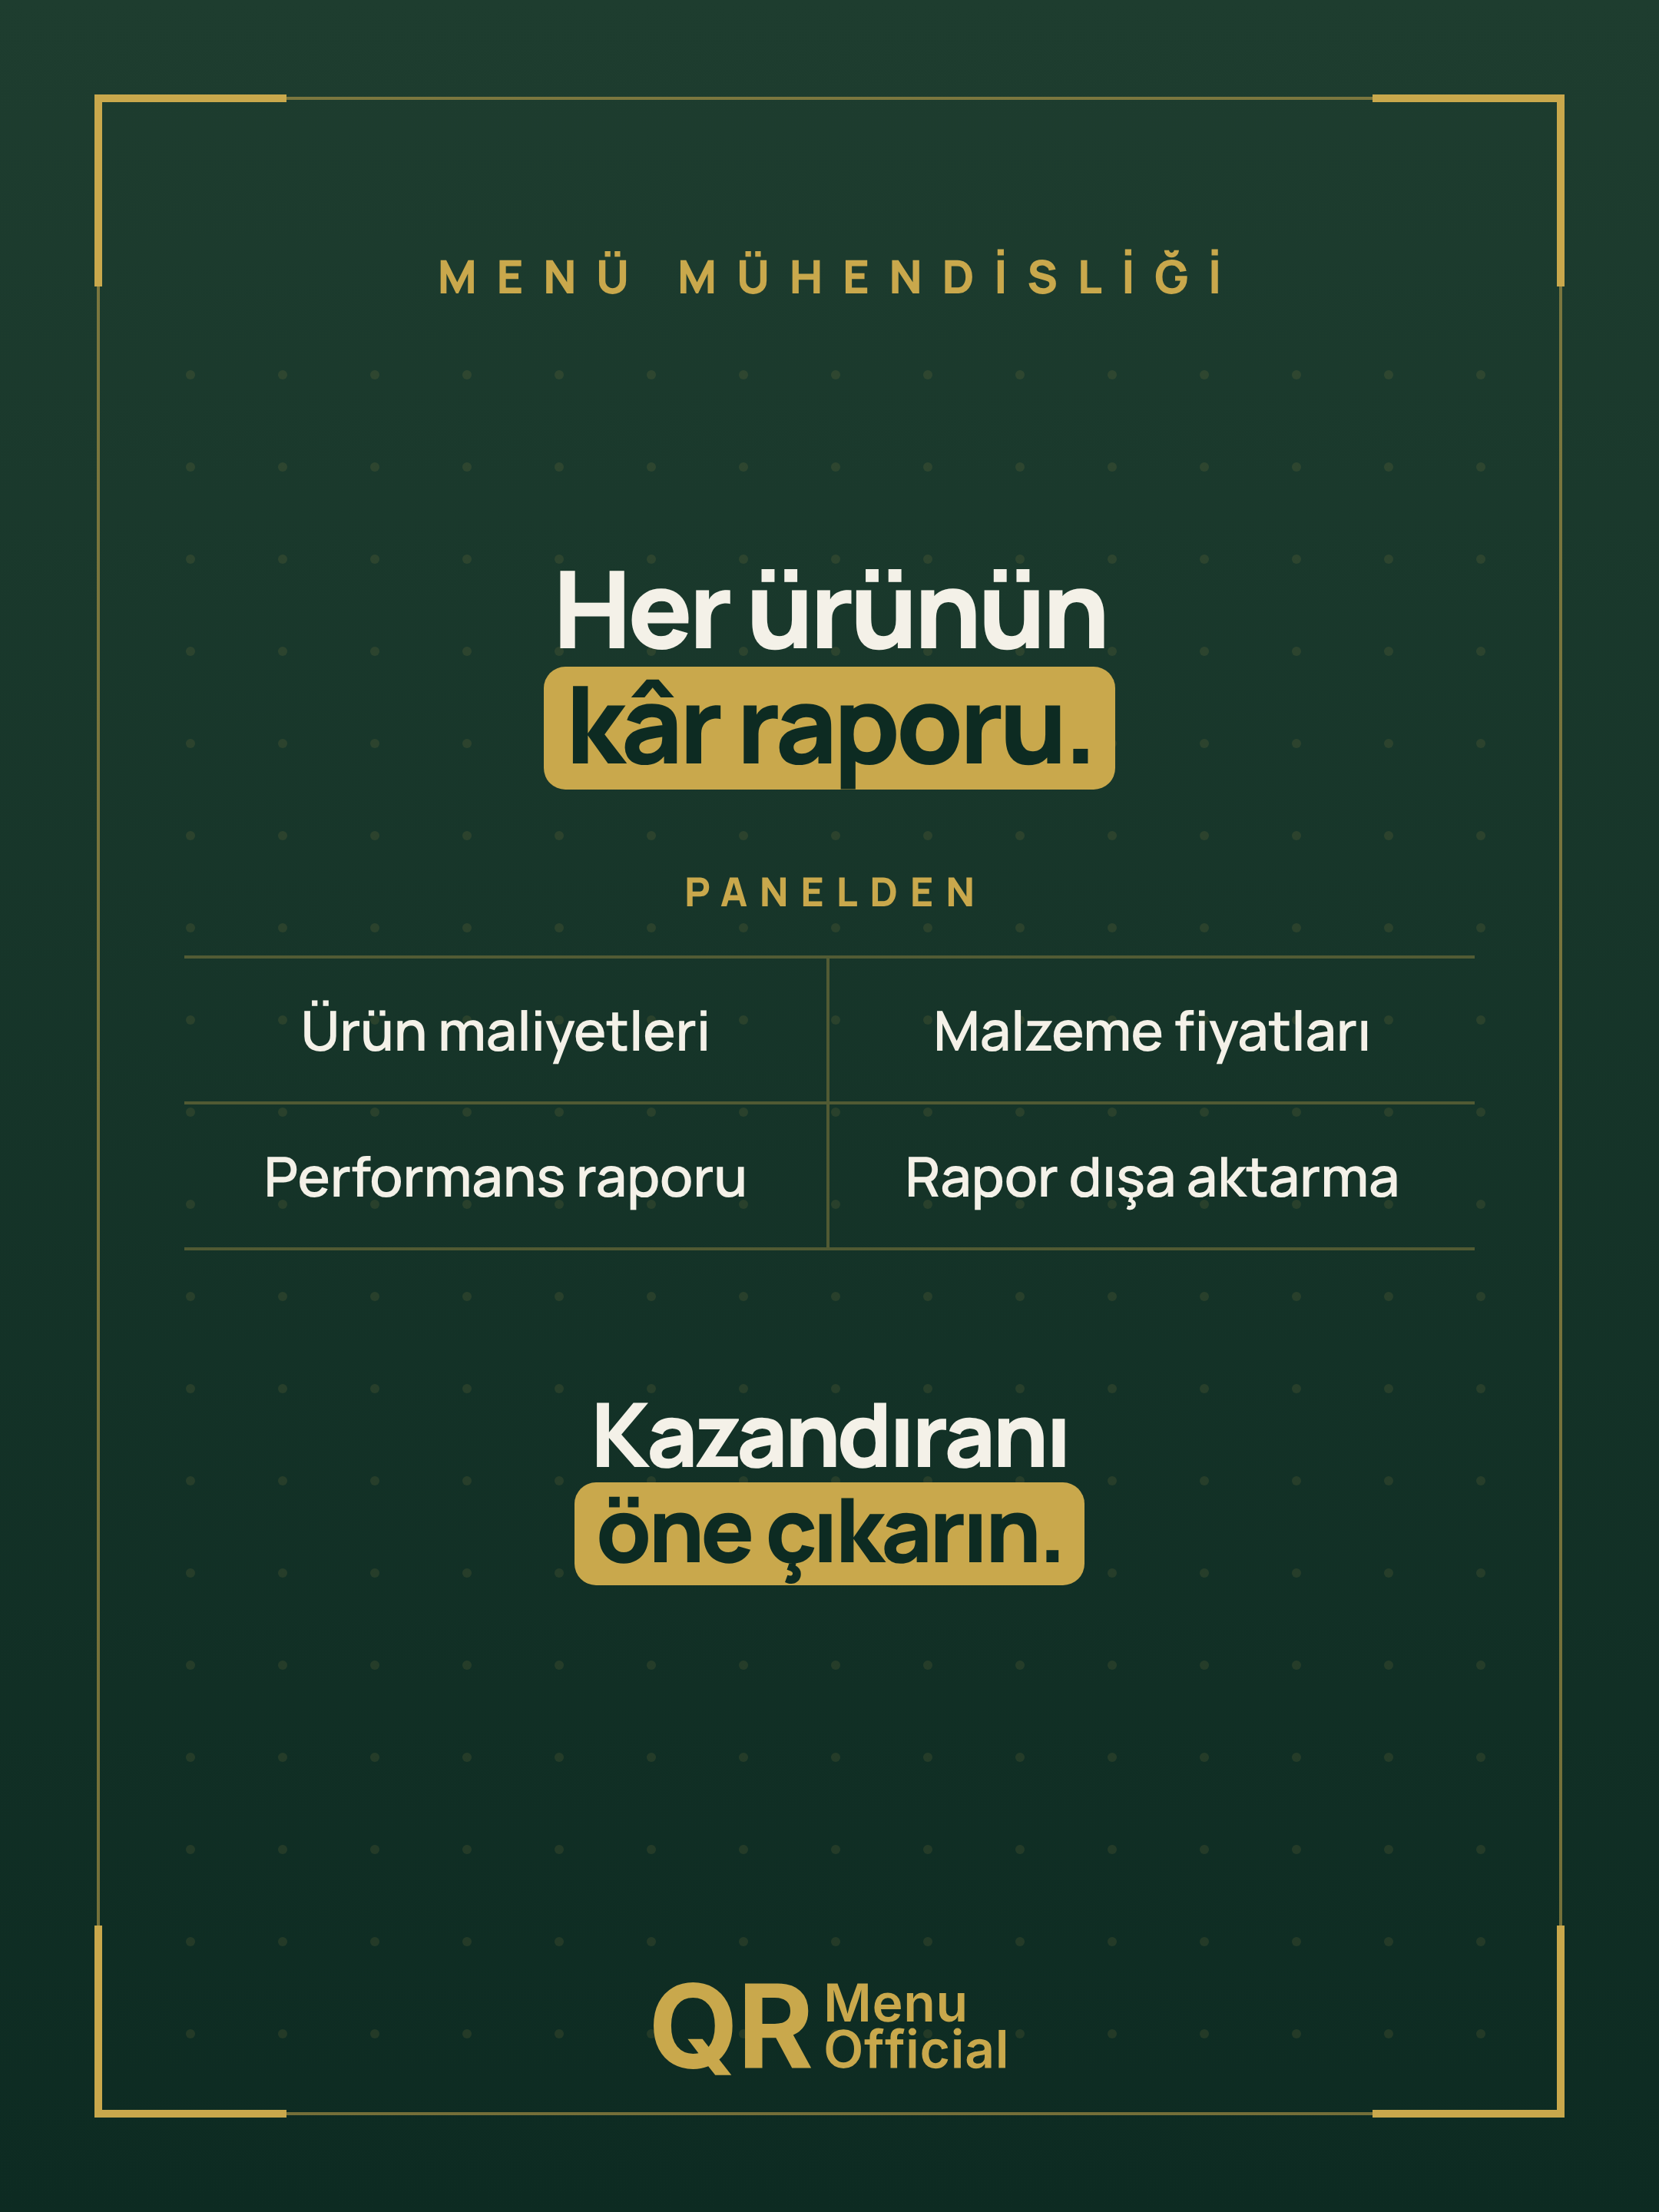 MENÜ MÜHENDİSLİĞİ
Her ürünün
kâr raporu.
PANELDEN
Ürün maliyetleri
Malzeme fiyatları
Performans raporu
Rapor dışa aktarma
Kazandıranı
öne çıkarın.
QR Menu
Official